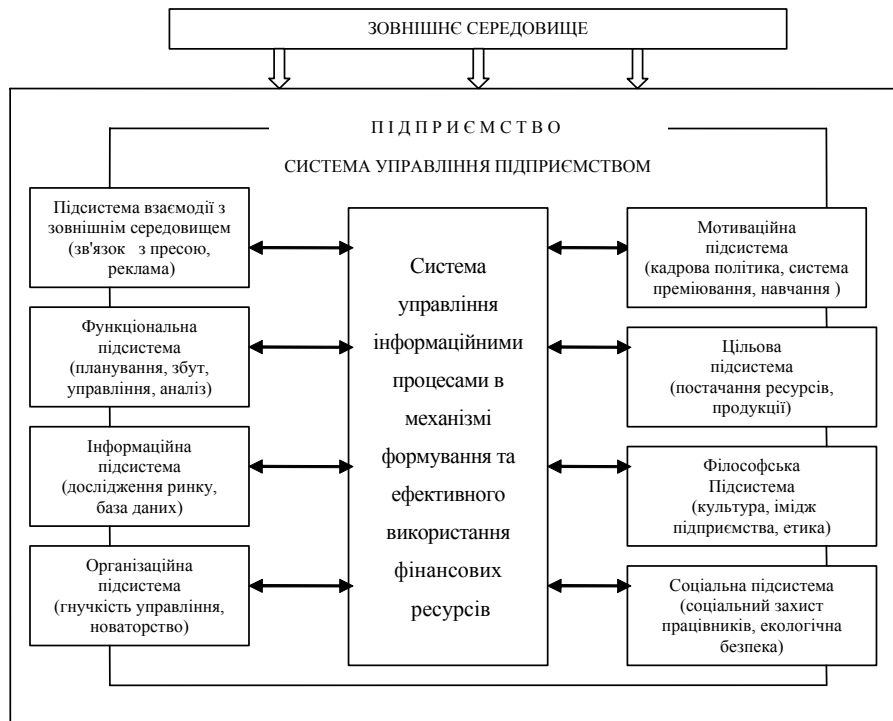 ЗОВНІШНЄ СЕРЕДОВИЩЕ
П І Д П Р И Є М С Т В О
СИСТЕМА УПРАВЛІННЯ ПІДПРИЄМСТВОМ
Підсистема взаємодії з
зовнішнім середовищем
(зв'язок з пресою,
реклама)
Функціональна
підсистема
(планування, збут,
управління, аналіз)
Інформаційна
підсистема
(дослідження ринку,
база даних)
Організаційна
підсистема
(гнучкість управління,
новаторство)
Система
управління
інформаційними
процесами в
механізмі
формування та
ефективного
використання
фінансових
ресурсів
Мотиваційна
підсистема
(кадрова політика, система
преміювання, навчання )
Цільова
підсистема
(постачання ресурсів,
продукції)
Філософська
Підсистема
(культура, імідж
підприємства, етика)
Соціальна підсистема
(соціальний захист
працівників, екологічна
безпека)